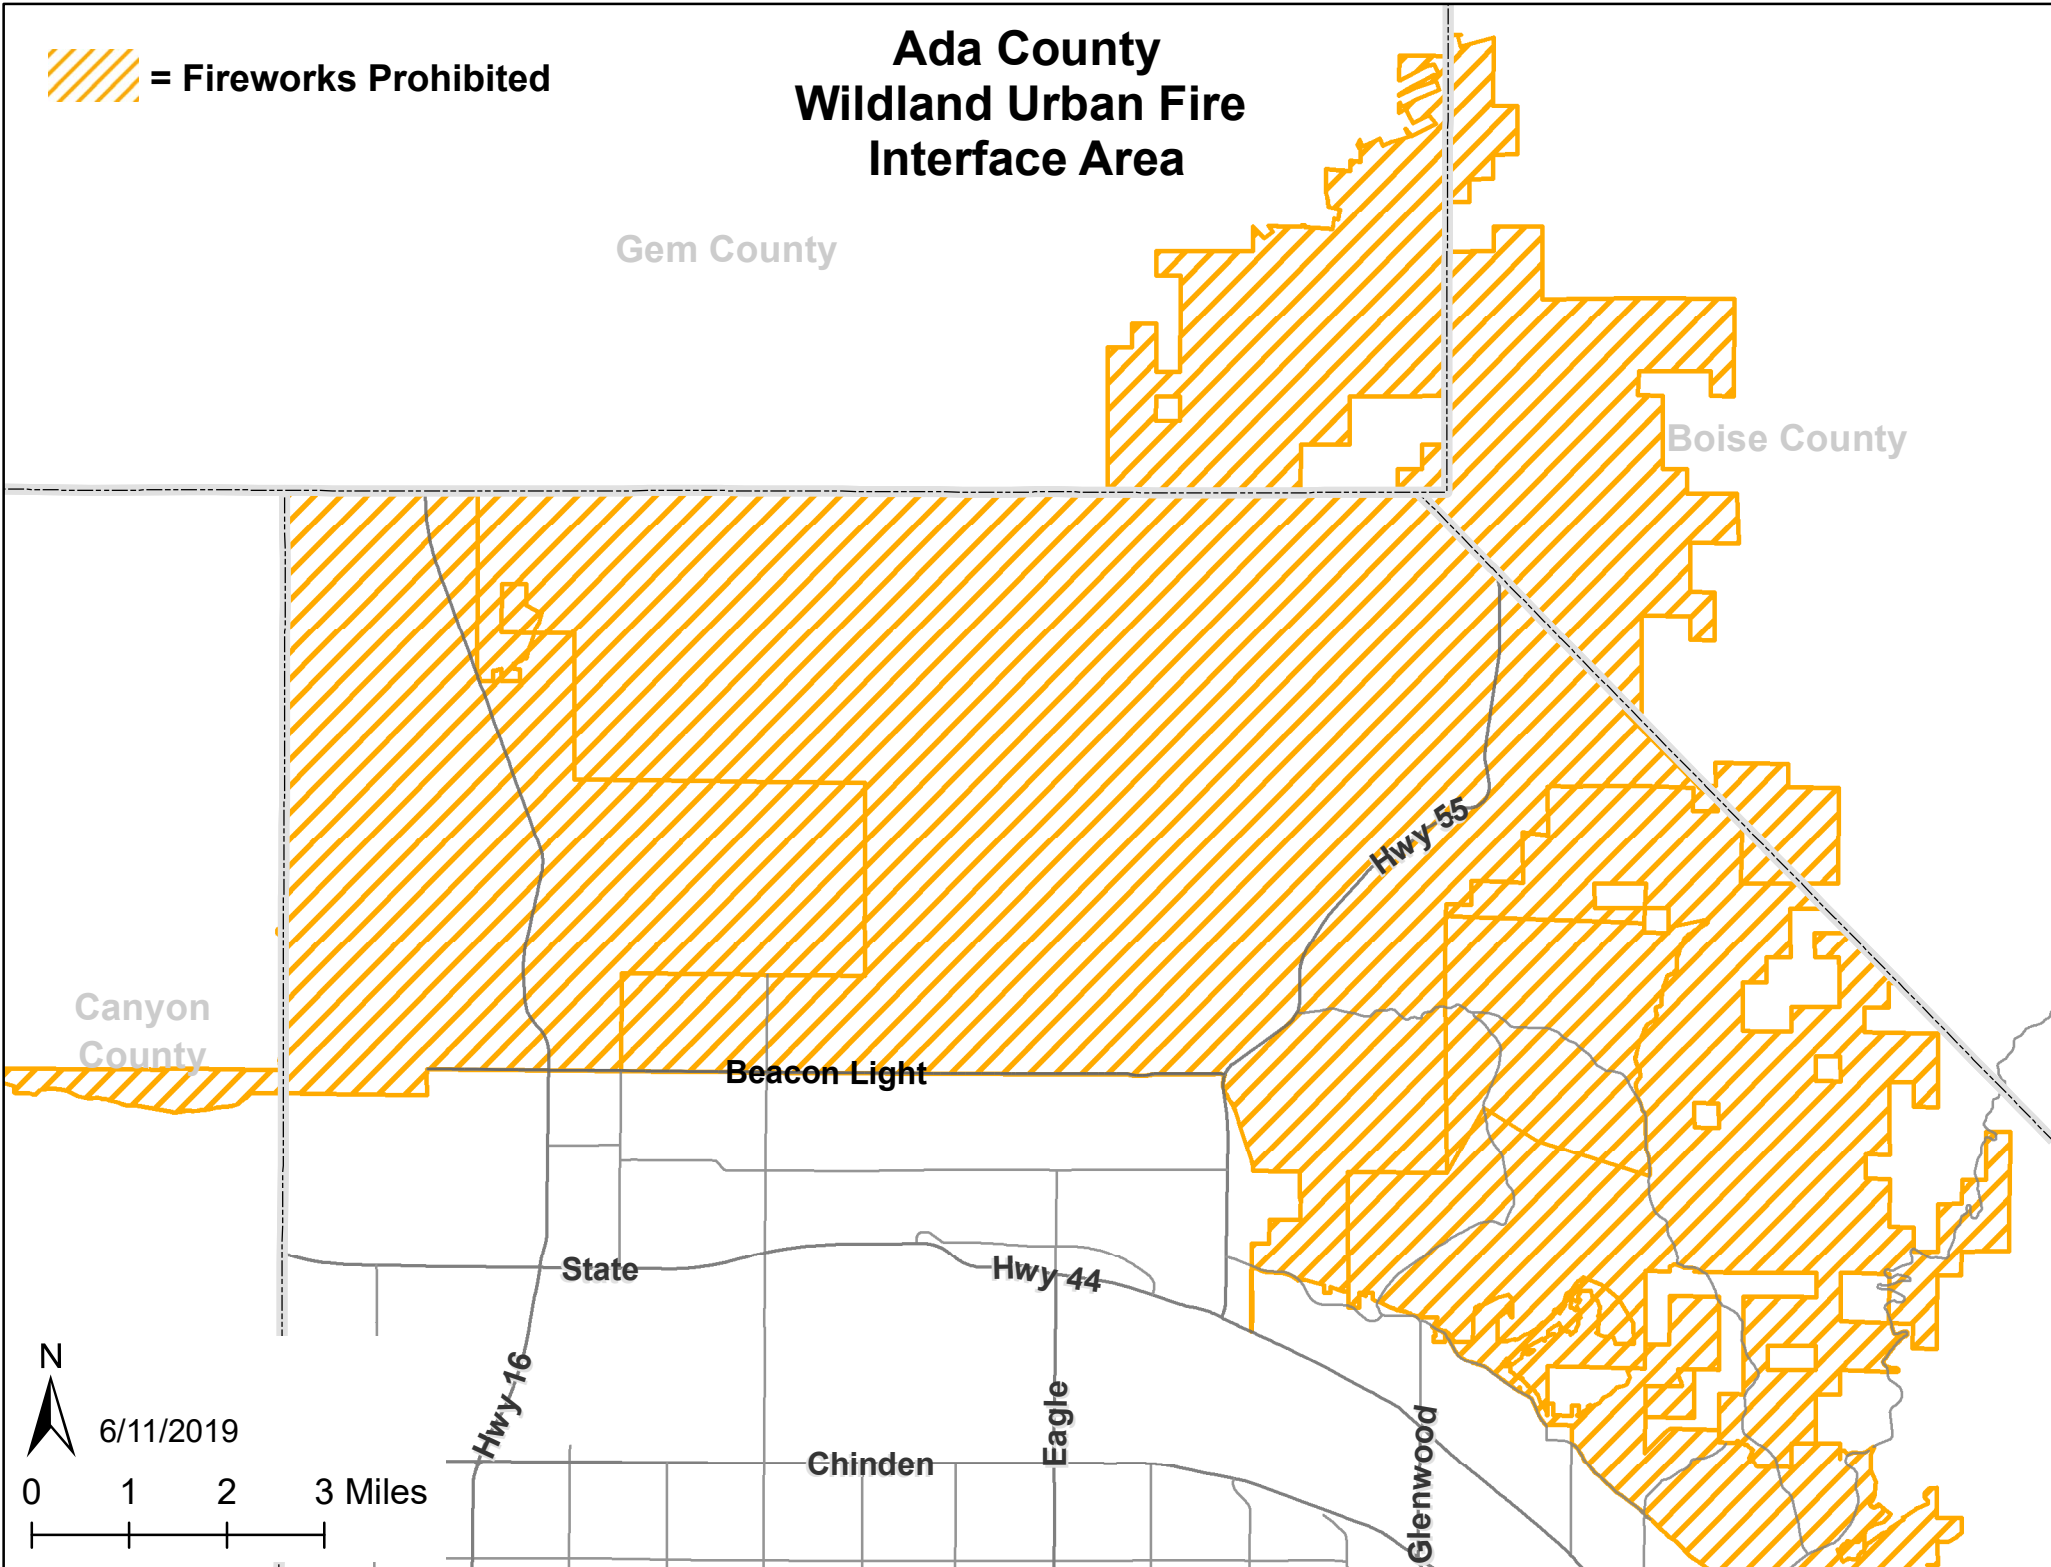 Ada County
Wildland Urban Fire
Interface Area
= Fireworks Prohibited
Gem County
Boise County
Hwy 55
Canyon
County
Beacon Light
State
Hwy 44
Hwy 16
Eagle
Glenwood
Chinden
N
6/11/2019
0 1 2 3 Miles